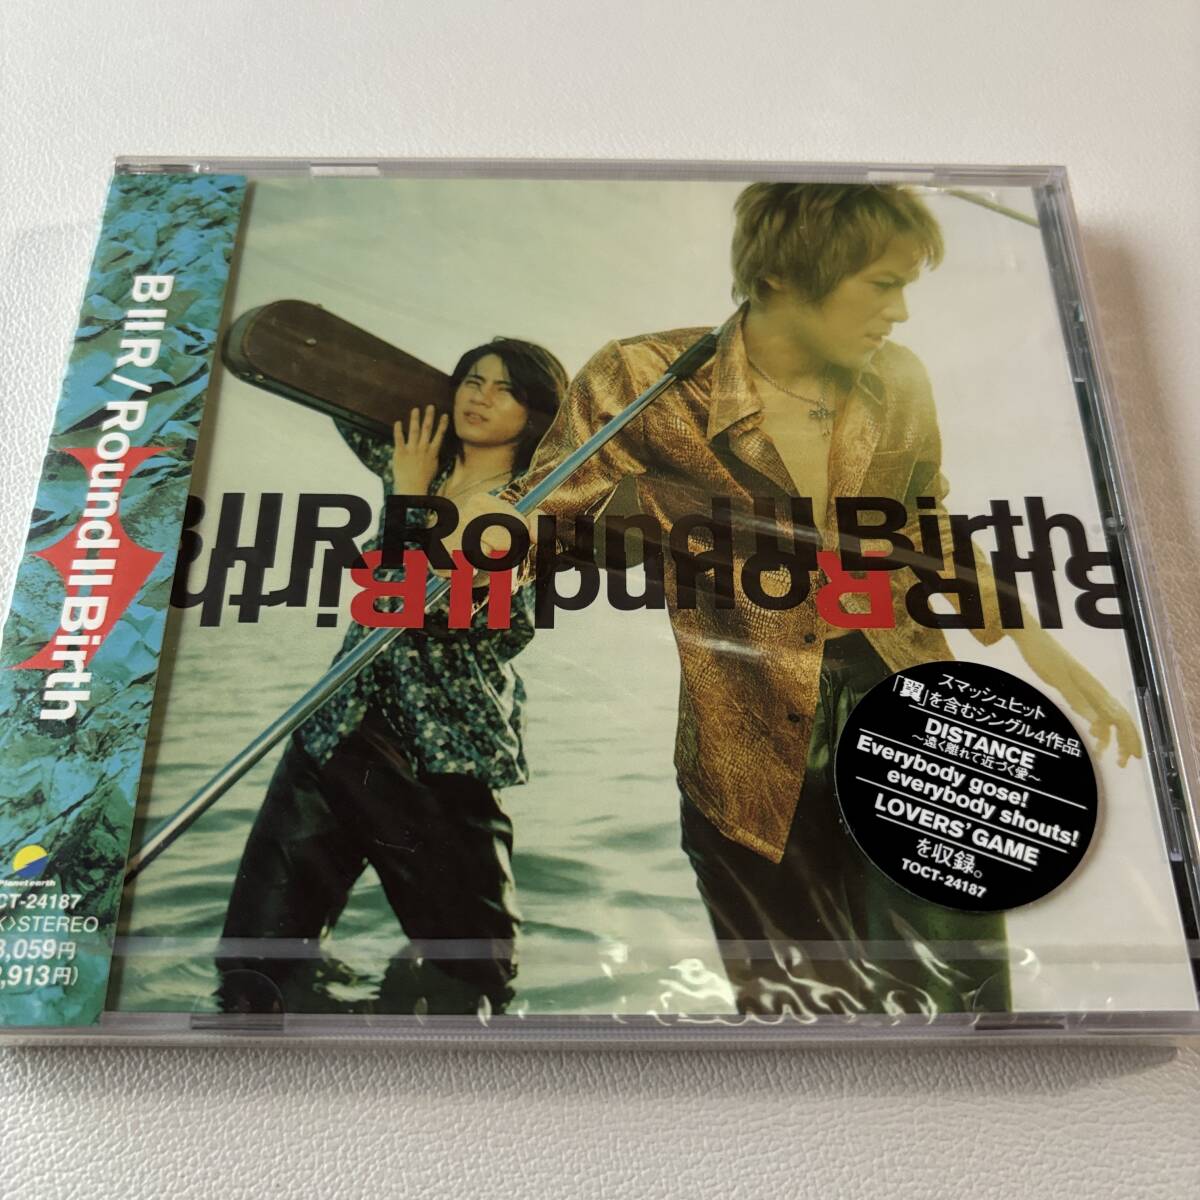 BIIR/Round II Birth
Planet earth
CT-24187
STEREO
3,059円
,913円)
BIIR Round II Birth
BIIR Round II Birth
スマッシュヒット
「翼」を含むシングル4作品
DISTANCE
～遠く離れて近づく愛～
Everybody gose!
everybody shouts!
LOVERS' GAME
を収録。
TOCT-24187